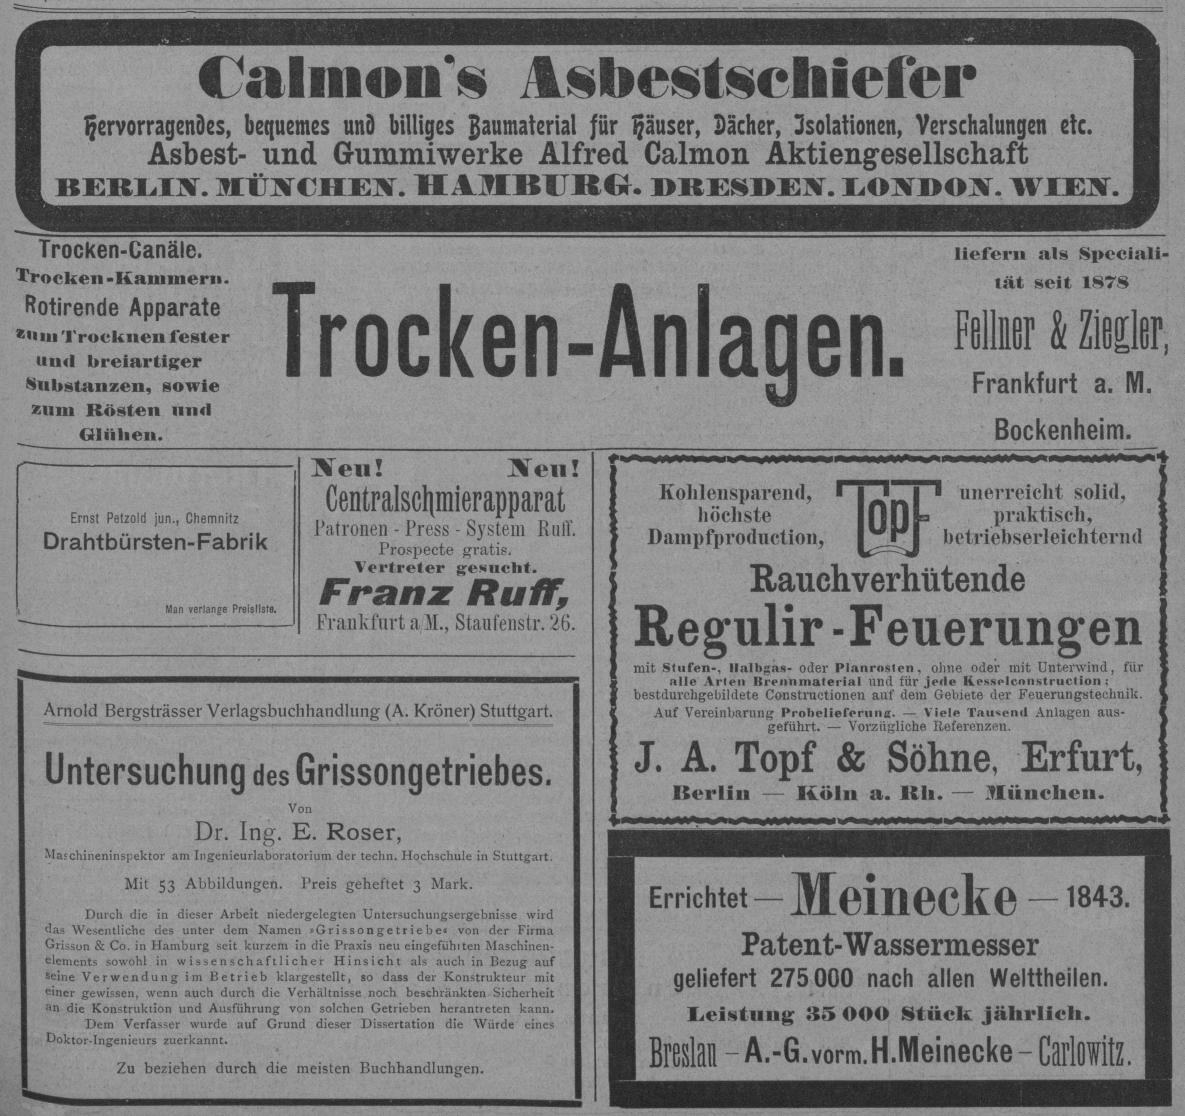 Calmon's Asbestschiefer
Hervorragendes, bequemes und billiges Baumaterial für Häuser, Dächer, Isolationen, Verschalungen etc.
Asbest- und Gummiwerke Alfred Calmon Aktiengesellschaft
BERLIN. MÜNCHEN. HAMBURG. DRESDEN. LONDON. WIEN.
Trocken-Canäle.
Trocken-Kammern.
Rotirende Apparate
zum Trocknen fester
und breiartiger
Substanzen, sowie
zum Rösten und
Glühen.
Trocken-Anlagen.
liefern als Speciali-
tät seit 1878
Fellner & Ziegler,
Frankfurt a. M.
Bockenheim.
Ernst Petzold jun., Chemnitz
Drahtbürsten-Fabrik
Man verlange Preisliste.
Neu! Neu!
Centralschmierapparat
Patronen - Press - System Ruff.
Prospecte gratis.
Vertreter gesucht.
Franz Ruff,
Frankfurt a/M., Staufenstr. 26.
Arnold Bergsträsser Verlagsbuchhandlung (A. Kröner) Stuttgart.
Untersuchung des Grissongetriebes.
Von
Dr. Ing. E. Roser,
Maschineninspektor am Ingenieurlaboratorium der techn. Hochschule in Stuttgart.
Mit 53 Abbildungen. Preis geheftet 3 Mark.
Durch die in dieser Arbeit niedergelegten Untersuchungsergebnisse wird
das Wesentliche des unter dem Namen »Grissongetriebe« von der Firma
Grisson & Co. in Hamburg seit kurzem in die Praxis neu eingeführten Maschinen-
elements sowohl in wissenschaftlicher Hinsicht als auch in Bezug auf
seine Verwendung im Betrieb klargestellt, so dass der Konstrukteur mit
einer gewissen, wenn auch durch die Verhältnisse noch beschränkten Sicherheit
an die Konstruktion und Ausführung von solchen Getrieben herantreten kann.
Dem Verfasser wurde auf Grund dieser Dissertation die Würde eines
Doktor-Ingenieurs zuerkannt.
Zu beziehen durch die meisten Buchhandlungen.
Kohlensparend,
höchste
Dampfproduction,
Topf
unerreicht solid,
praktisch,
betriebserleichternd
Rauchverhütende
Regulir-Feuerungen
mit Stufen-, Halbgas- oder Planrosten, ohne oder mit Unterwind, für
alle Arten Brennmaterial und für jede Kesselconstruction;
bestdurchgebildete Constructionen auf dem Gebiete der Feuerungstechnik.
Auf Vereinbarung Probelieferung. — Viele Tausend Anlagen aus-
geführt. — Vorzügliche Referenzen.
J. A. Topf & Söhne, Erfurt,
Berlin — Köln a. Rh. — München.
Errichtet — Meinecke — 1843.
Patent-Wassermesser
geliefert 275 000 nach allen Welttheilen.
Leistung 35 000 Stück jährlich.
Breslau – A.-G. vorm. H. Meinecke – Carlowitz.